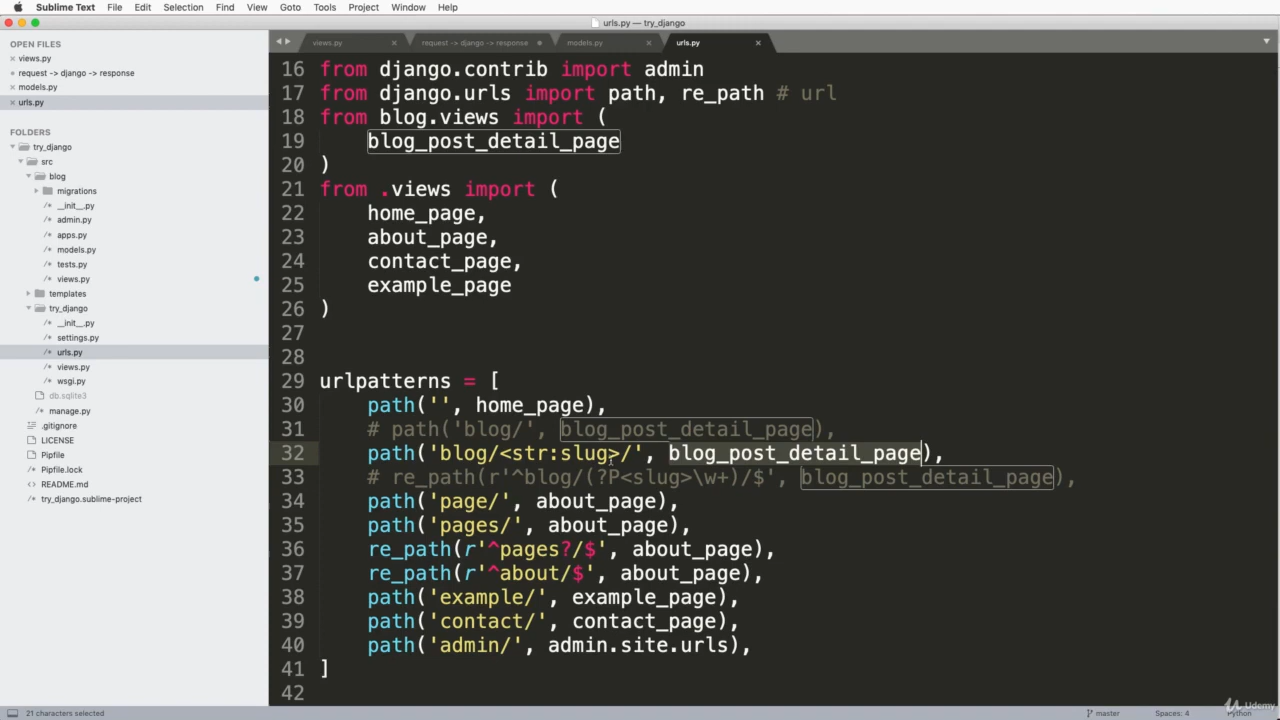 Sublime Text File Edit Selection Find View Goto Tools Project Window Help
urls.py — try_django
OPEN FILES
views.py
request -> django -> response
models.py
urls.py
FOLDERS
try_django
src
blog
migrations
__init__.py
admin.py
apps.py
models.py
tests.py
views.py
templates
try_django
__init__.py
settings.py
urls.py
views.py
wsgi.py
db.sqlite3
manage.py
.gitignore
LICENSE
Pipfile
Pipfile.lock
README.md
try_django.sublime-project
views.py request -> django -> response models.py urls.py
16 from django.contrib import admin
17 from django.urls import path, re_path # url
18 from blog.views import (
19 blog_post_detail_page
20 )
21 from .views import (
22 home_page,
23 about_page,
24 contact_page,
25 example_page
26 )
27
28
29 urlpatterns = [
30 path('', home_page),
31 # path('blog/', blog_post_detail_page),
32 path('blog/<str:slug>/', blog_post_detail_page),
33 # re_path(r'^blog/(?P<slug>\w+)/$', blog_post_detail_page),
34 path('page/', about_page),
35 path('pages/', about_page),
36 re_path(r'^pages?/$', about_page),
37 re_path(r'^about/$', about_page),
38 path('example/', example_page),
39 path('contact/', contact_page),
40 path('admin/', admin.site.urls),
41 ]
42
21 characters selected master Spaces: 4 Python
Udemy